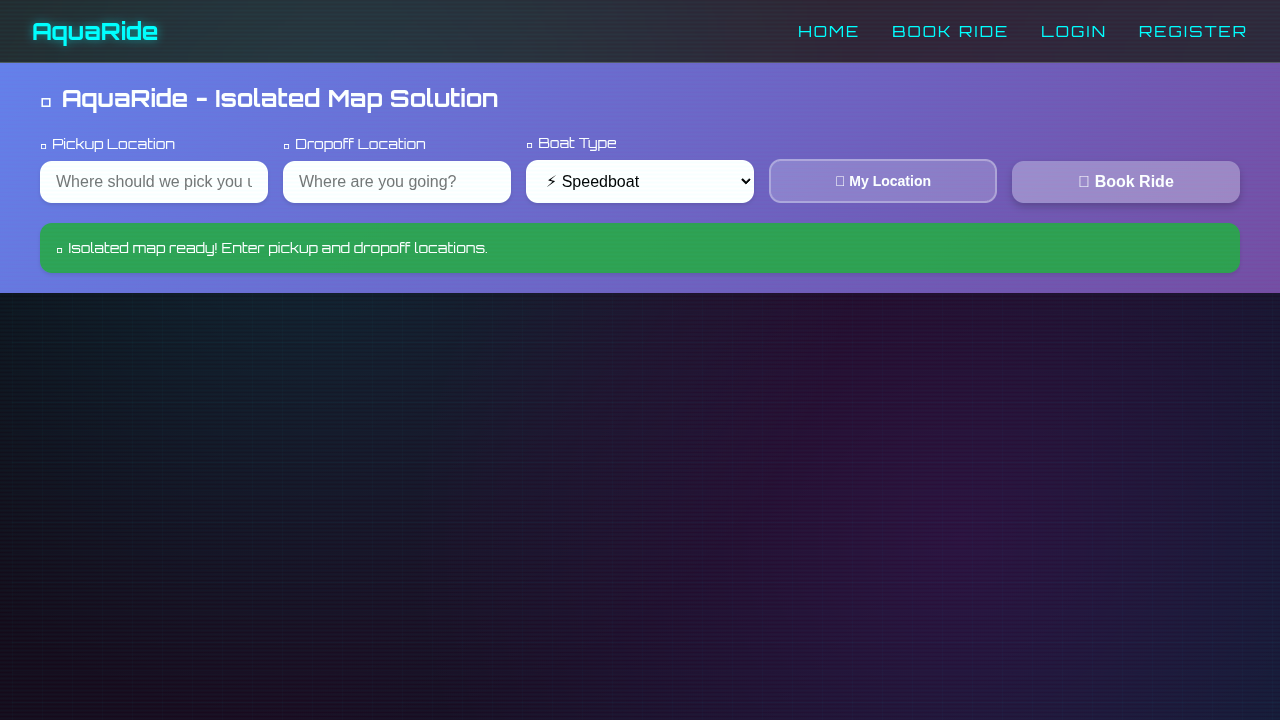 AquaRide
HOME BOOK RIDE LOGIN REGISTER
AquaRide - Isolated Map Solution
Pickup Location
Dropoff Location
Boat Type
Where should we pick you u
Where are you going?
⚡ Speedboat
My Location
Book Ride
Isolated map ready! Enter pickup and dropoff locations.